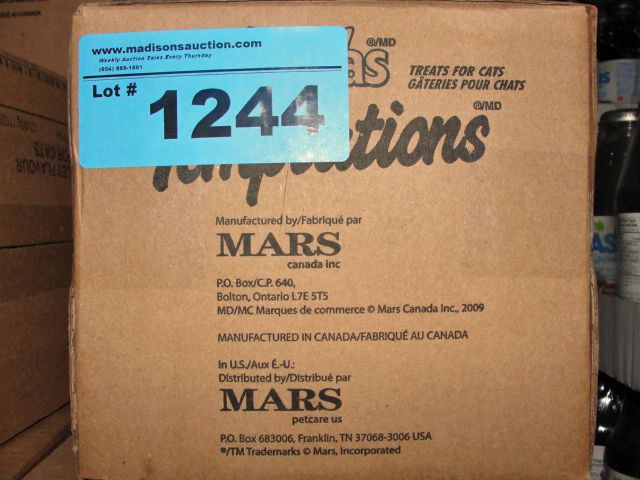 www.madisonsauction.com
Weekly Auction Sales Every Thursday
Lot #
1244
as ®/MD
TREATS FOR CATS
GÂTERIES POUR CHATS
Temptations ®/MD
Manufactured by/Fabriqué par
MARS
canada inc
P.O. Box/C.P. 640,
Bolton, Ontario L7E 5T5
MD/MC Marques de commerce © Mars Canada Inc., 2009
MANUFACTURED IN CANADA/FABRIQUÉ AU CANADA
In U.S./Aux É.-U.:
Distributed by/Distribué par
MARS
petcare us
P.O. Box 683006, Franklin, TN 37068-3006 USA
®/TM Trademarks © Mars, Incorporated